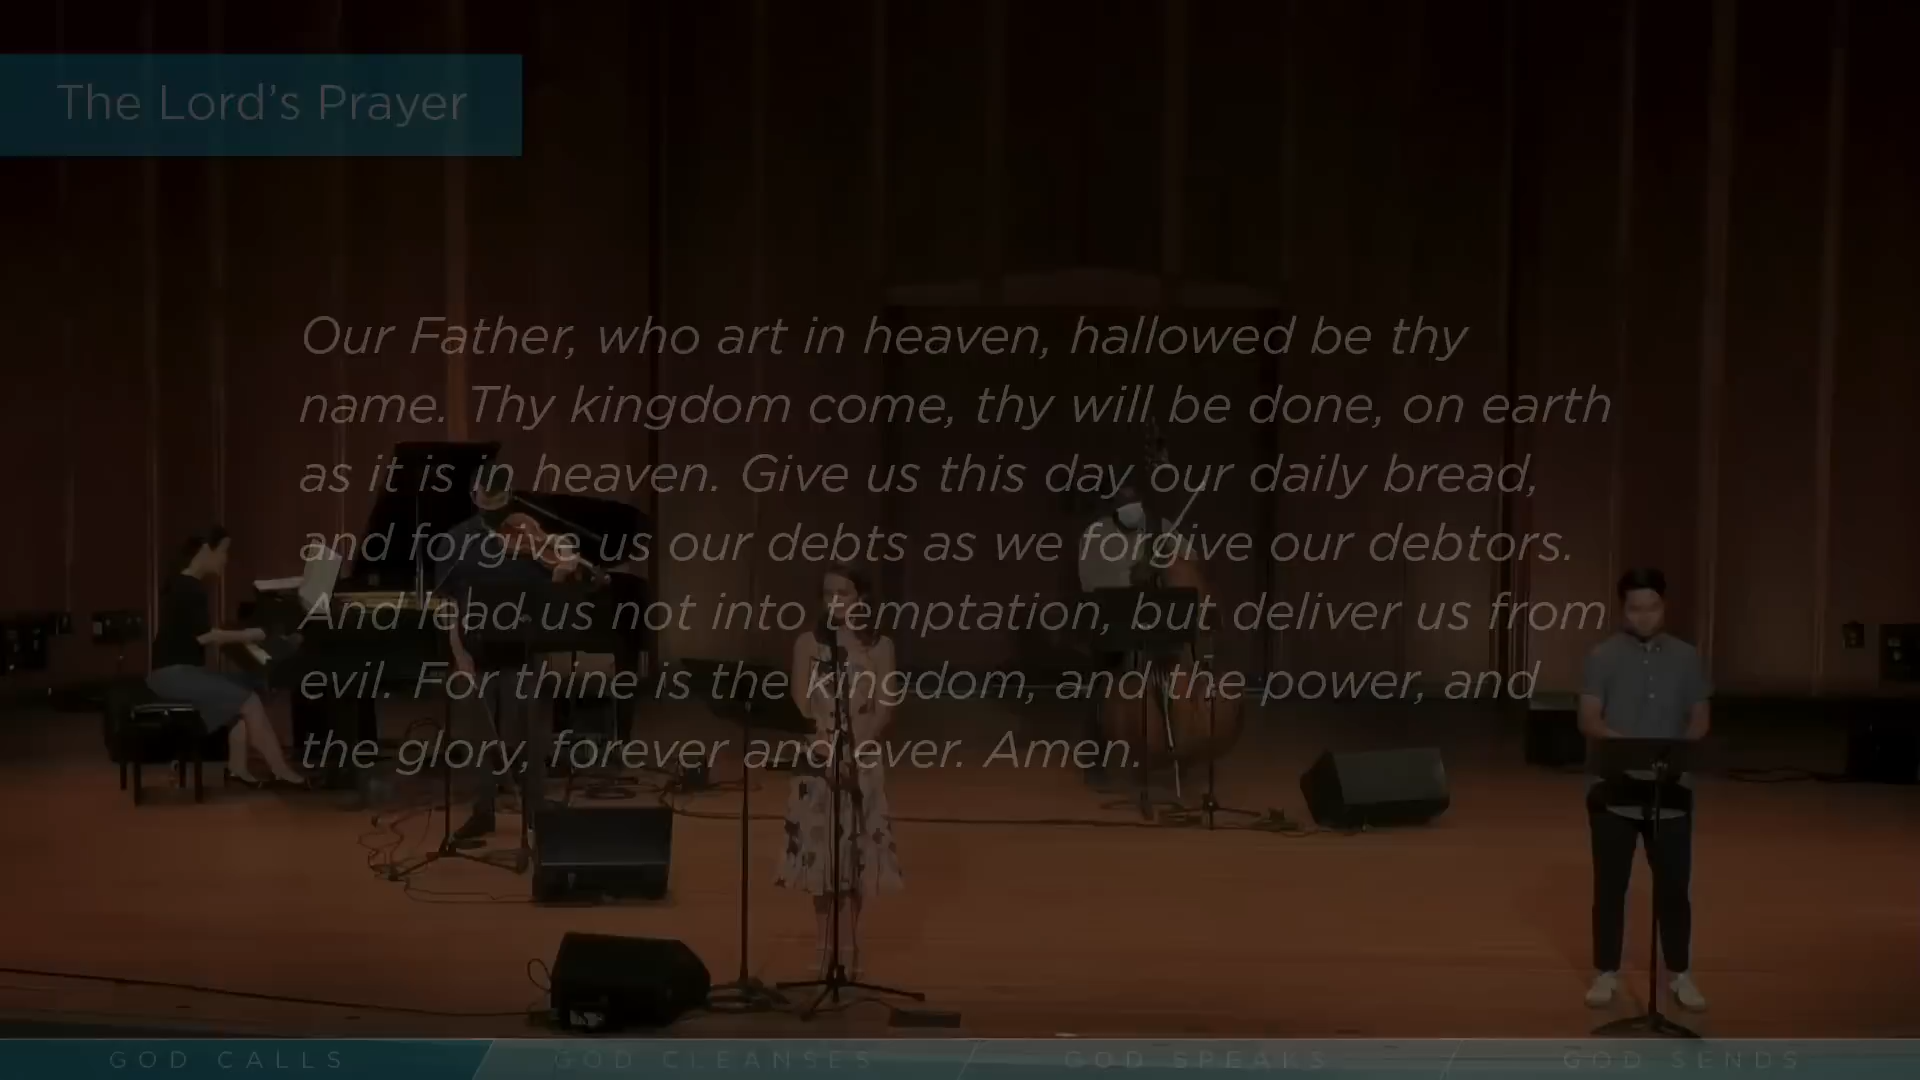 The Lord’s Prayer
Our Father, who art in heaven, hallowed be thy
name. Thy kingdom come, thy will be done, on earth
as it is in heaven. Give us this day our daily bread,
and forgive us our debts as we forgive our debtors.
And lead us not into temptation, but deliver us from
evil. For thine is the kingdom, and the power, and
the glory, forever and ever. Amen.
GOD CALLS GOD CLEANSES GOD SPEAKS GOD SENDS